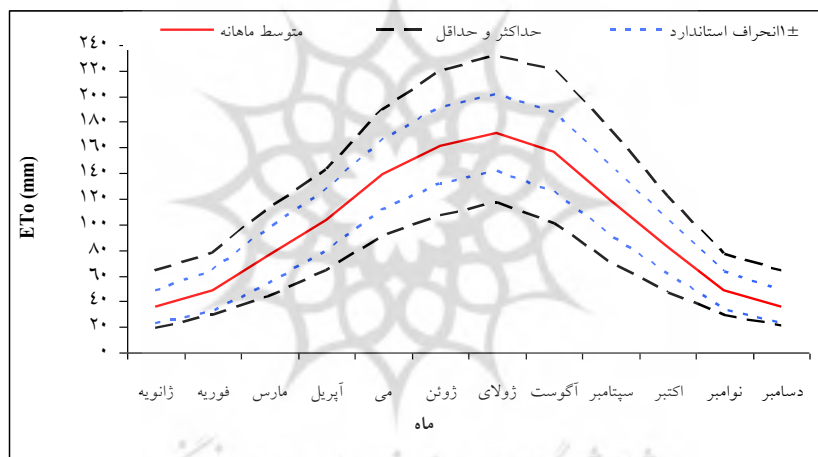 متوسط ماهانه
حداکثر و حداقل
±۱انحراف استاندارد
ETo (mm)
۲۴۰
۲۲۰
۲۰۰
۱۸۰
۱۶۰
۱۴۰
۱۲۰
۱۰۰
۸۰
۶۰
۴۰
۲۰
۰
ژانویه فوریه مارس آپریل می ژوئن ژولای آگوست سپتامبر اکتبر نوامبر دسامبر
ماه